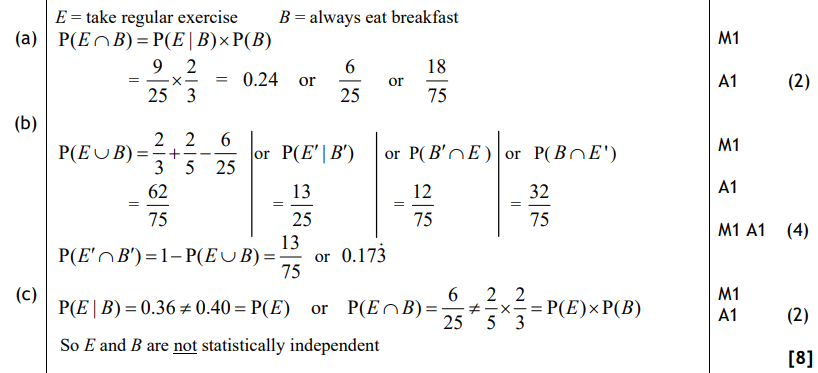 E = take regular exercise B = always eat breakfast
(a) P(E ∩ B) = P(E | B) × P(B) M1
= 9/25 × 2/3 = 0.24 or 6/25 or 18/75 A1 (2)
(b)
P(E ∪ B) = 2/3 + 2/5 − 6/25 or P(E' | B') or P(B' ∩ E) or P(B ∩ E') M1
= 62/75 = 13/25 = 12/75 = 32/75 A1
M1 A1 (4)
P(E' ∩ B') = 1 − P(E ∪ B) = 13/75 or 0.173̇
(c) P(E | B) = 0.36 ≠ 0.40 = P(E) or P(E ∩ B) = 6/25 ≠ 2/5 × 2/3 = P(E) × P(B) M1
A1 (2)
So E and B are not statistically independent
[8]